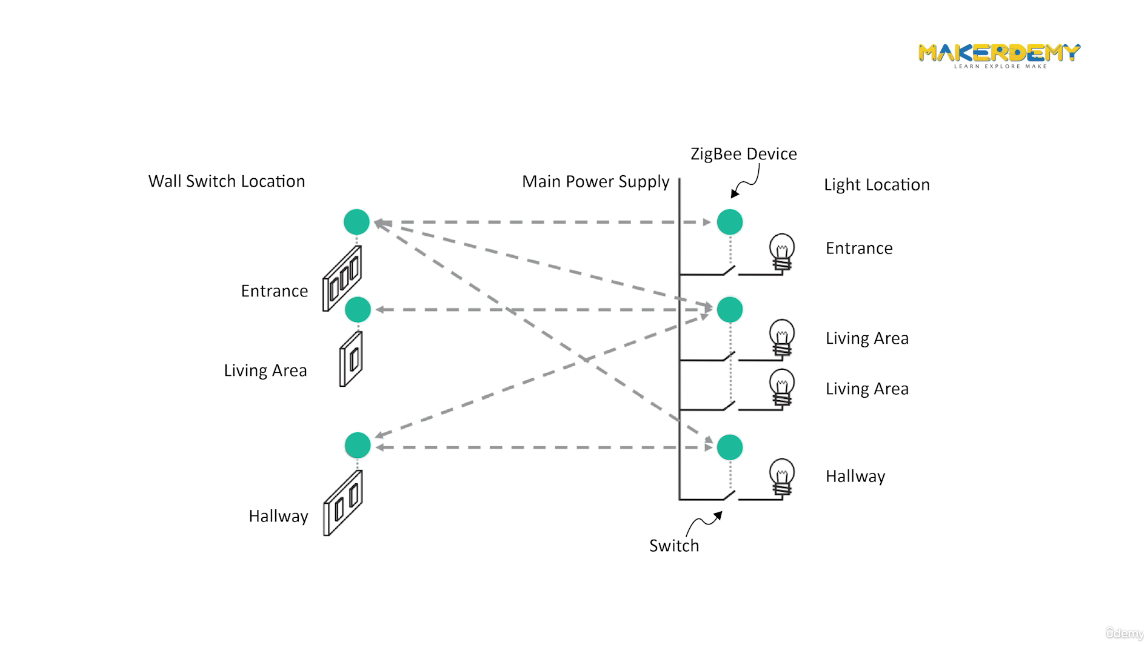 MAKERDEMY
LEARN EXPLORE MAKE
ZigBee Device
Wall Switch Location
Main Power Supply
Light Location
Entrance
Entrance
Living Area
Living Area
Living Area
Hallway
Hallway
Switch
ûdemy